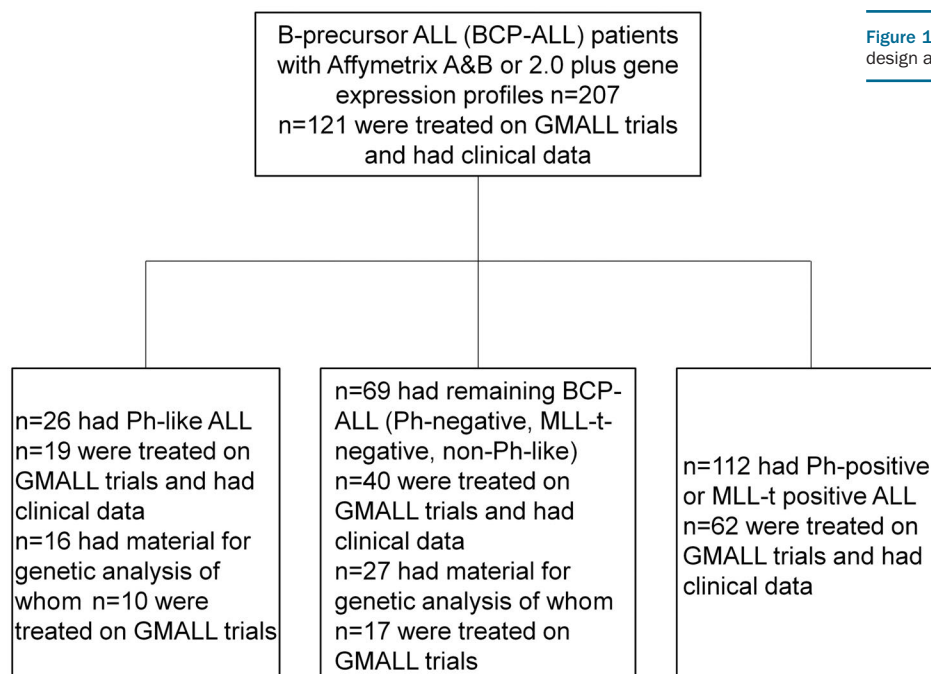 B-precursor ALL (BCP-ALL) patients
with Affymetrix A&B or 2.0 plus gene
expression profiles n=207
n=121 were treated on GMALL trials
and had clinical data
Figure 1
design a
n=26 had Ph-like ALL
n=19 were treated on
GMALL trials and had
clinical data
n=16 had material for
genetic analysis of
whom n=10 were
treated on GMALL trials
n=69 had remaining BCP-
ALL (Ph-negative, MLL-t-
negative, non-Ph-like)
n=40 were treated on
GMALL trials and had
clinical data
n=27 had material for
genetic analysis of whom
n=17 were treated on
GMALL trials
n=112 had Ph-positive
or MLL-t positive ALL
n=62 were treated on
GMALL trials and had
clinical data